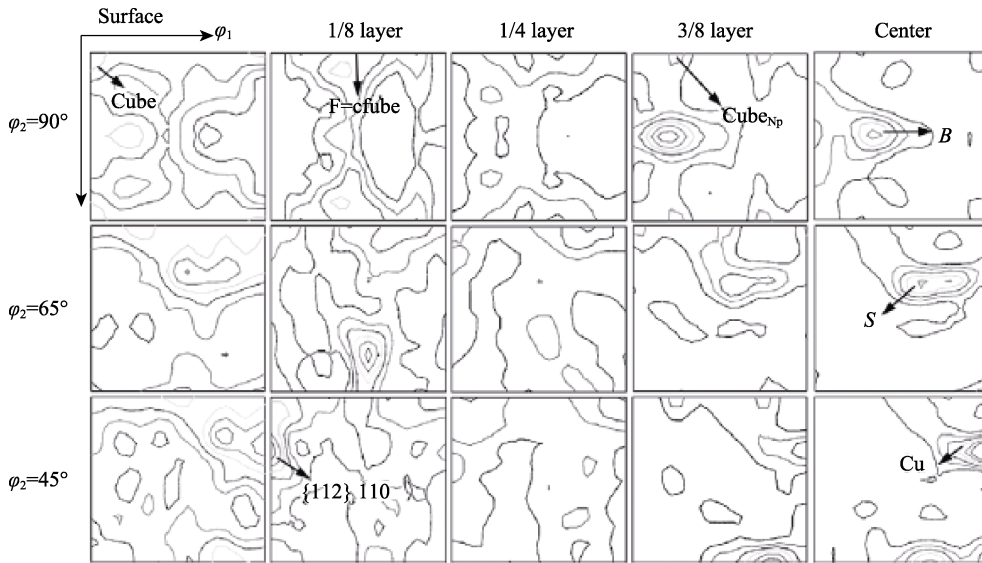 Surface
φ1
1/8 layer
1/4 layer
3/8 layer
Center
φ2=90°
Cube
F=cfube
CubeNp
B
φ2=65°
S
φ2=45°
{112} 110
Cu